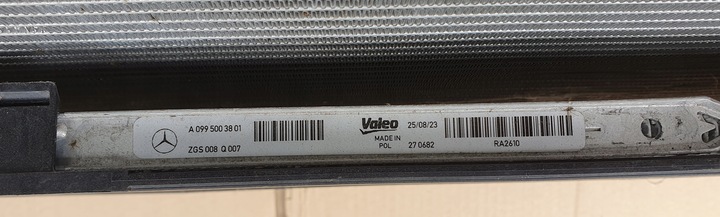 A 099 500 38 01
ZGS 008 Q 007
Valeo
MADE IN
POL
25/08/23
27 0682
RA2610